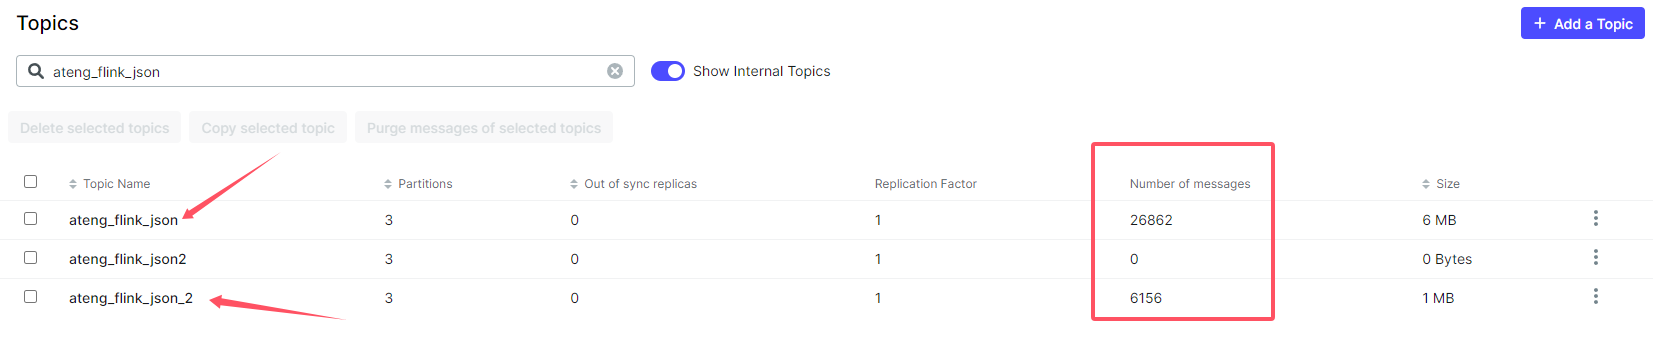 Topics
+ Add a Topic
ateng_flink_json
Show Internal Topics
Delete selected topics Copy selected topic Purge messages of selected topics
Topic Name Partitions Out of sync replicas Replication Factor Number of messages Size
ateng_flink_json 3 0 1 26862 6 MB
ateng_flink_json2 3 0 1 0 0 Bytes
ateng_flink_json_2 3 0 1 6156 1 MB